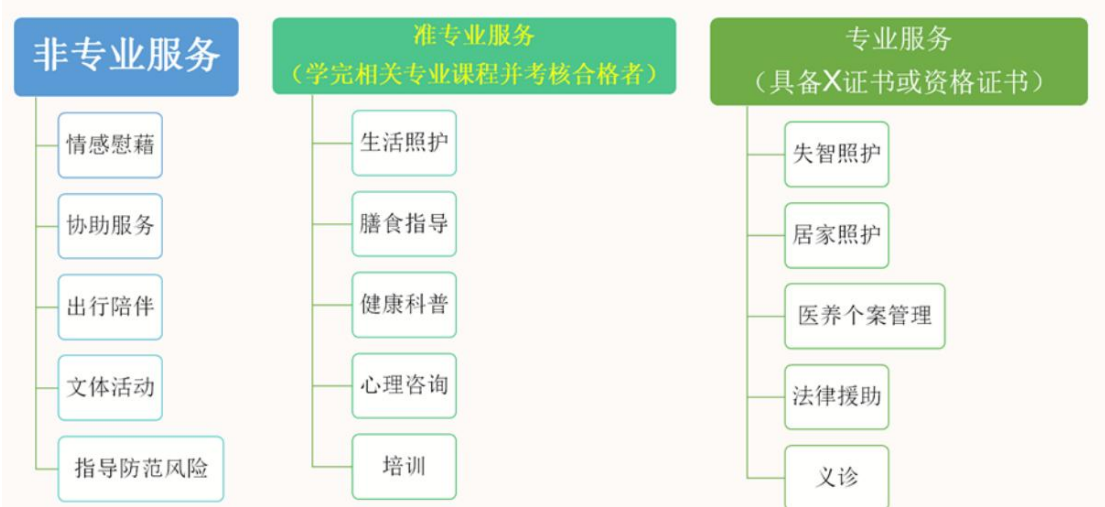 非专业服务
情感慰藉
协助服务
出行陪伴
文体活动
指导防范风险
准专业服务
（学完相关专业课程并考核合格者）
生活照护
膳食指导
健康科普
心理咨询
培训
专业服务
（具备X证书或资格证书）
失智照护
居家照护
医养个案管理
法律援助
义诊